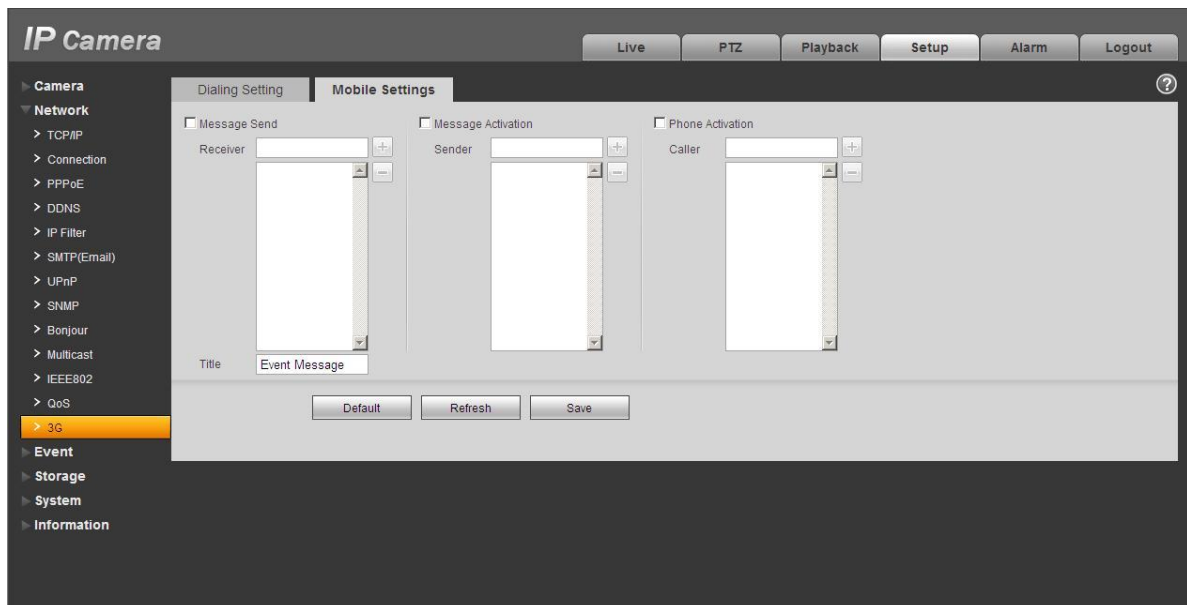 IP Camera
Live
PTZ
Playback
Setup
Alarm
Logout
Camera
Network
> TCP/IP
> Connection
> PPPoE
> DDNS
> IP Filter
> SMTP(Email)
> UPnP
> SNMP
> Bonjour
> Multicast
> IEEE802
> QoS
> 3G
Event
Storage
System
Information
Dialing Setting
Mobile Settings
?
Message Send
Receiver
+
-
Title
Event Message
Message Activation
Sender
+
-
Phone Activation
Caller
+
-
Default
Refresh
Save